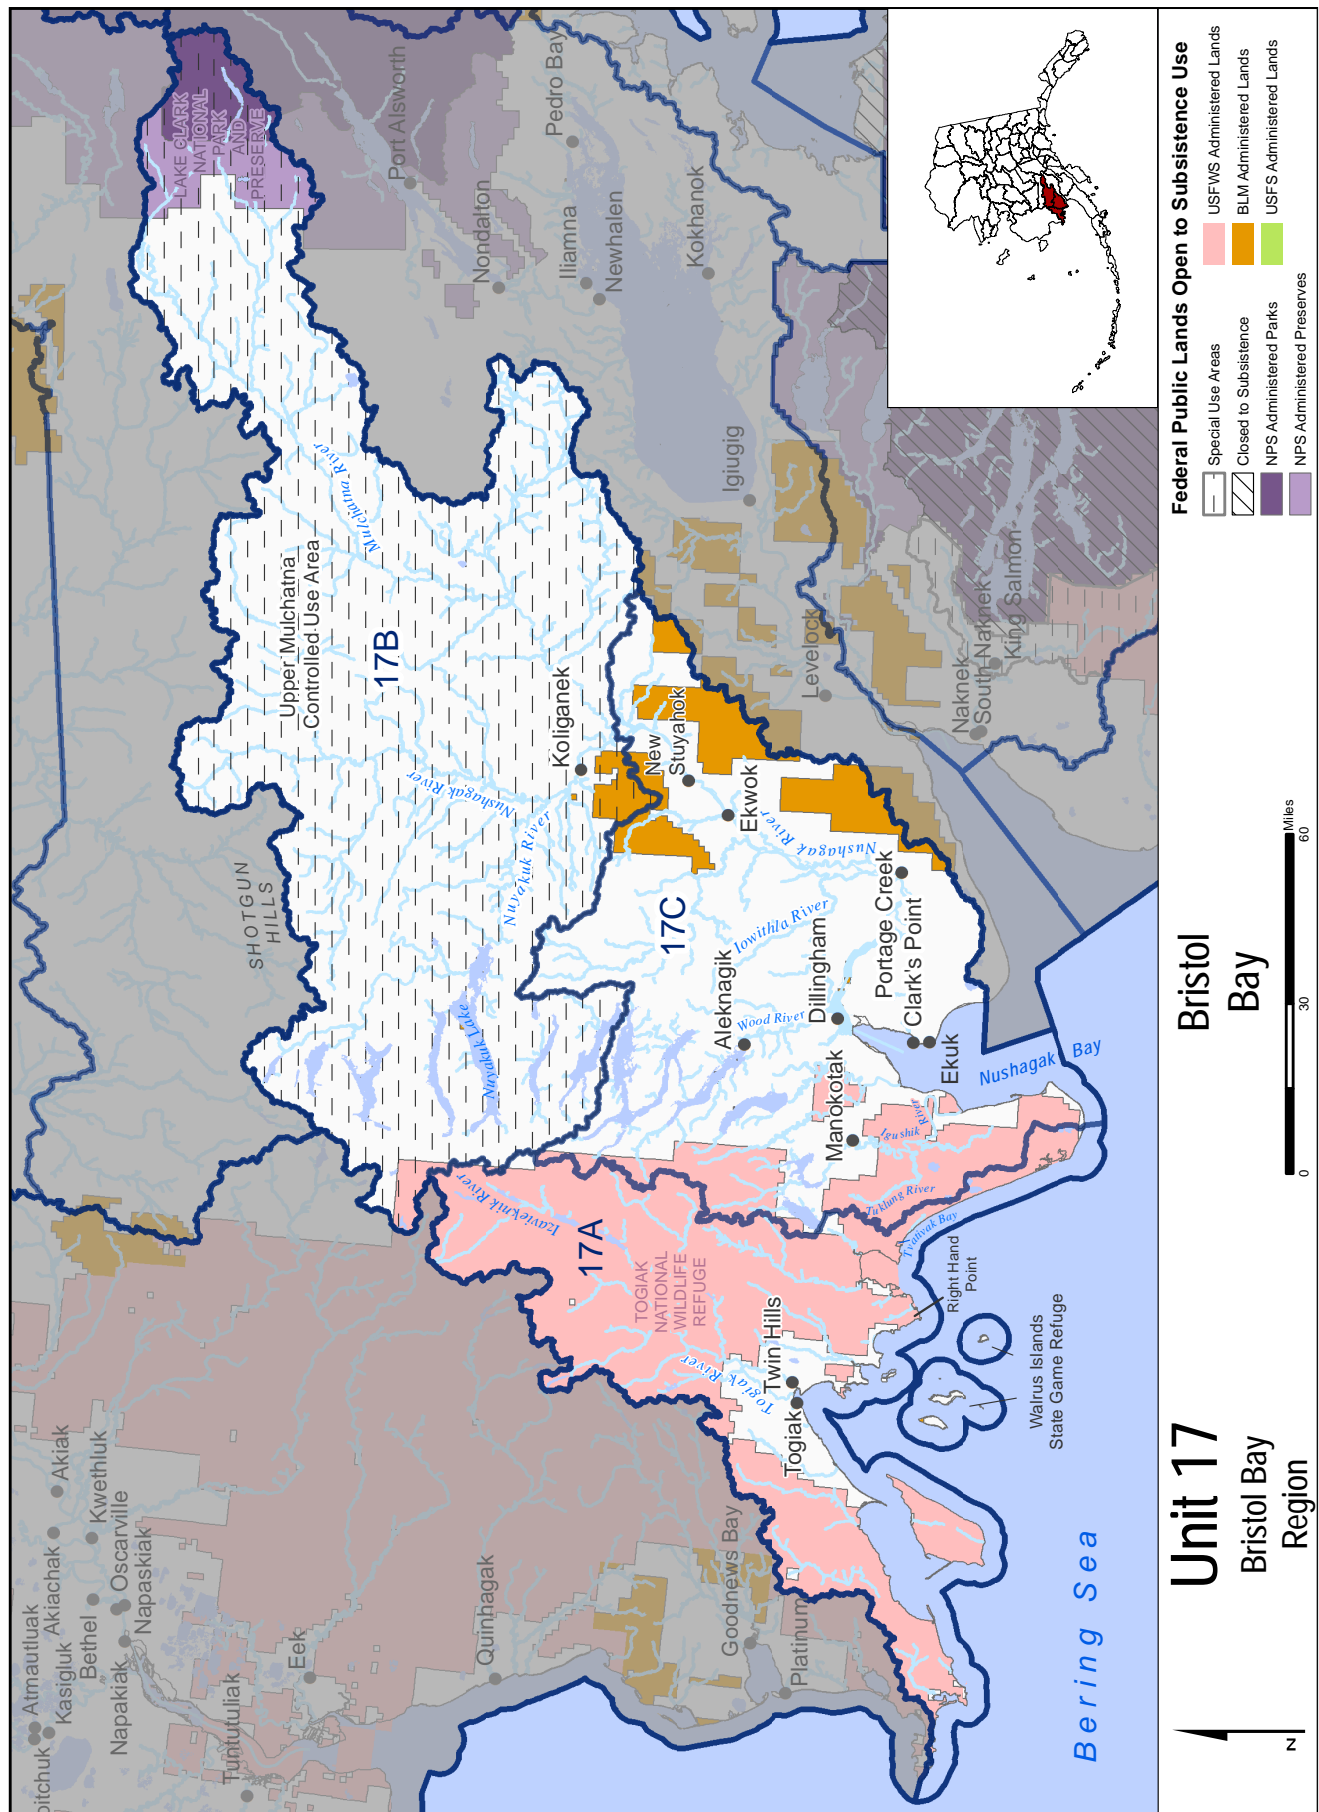 LAKE CLARK
NATIONAL
PARK
AND
PRESERVE
Port Alsworth
Pedro Bay
Nondalton
Iliamna
Newhalen
Kokhanok
Igiugig
Levelock
Naknek
South Naknek
King Salmon
Mulchatna River
Upper Mulchatna
Controlled Use Area
17B
Koliganek
Nushagak River
Nuyakuk River
New
Stuyahok
Ekwok
Nushagak River
SHOTGUN
HILLS
17C
Iowithla River
Portage Creek
Clark's Point
Dillingham
Aleknagik
Wood River
Ekuk
Nushagak Bay
Nuyakuk Lake
Manokotak
Igushik River
Tuklung River
Tvativak Bay
Right Hand
Point
Izavieknik River
17A
TOGIAK
NATIONAL
WILDLIFE
REFUGE
Togiak River
Twin Hills
Togiak
Walrus Islands
State Game Refuge
Akiak
Kwethluk
Akiachak
Oscarville
Napaskiak
Atmautluak
Kasigluk
Bethel
Napakiak
Eek
Tuntutuliak
pitchuk
Quinhagak
Goodnews Bay
Platinum
Bering Sea
Unit 17
Bristol Bay
Region
Bristol
Bay
0
30
60
Miles
N
Federal Public Lands Open to Subsistence Use
Special Use Areas
Closed to Subsistence
NPS Administered Parks
NPS Administered Preserves
USFWS Administered Lands
BLM Administered Lands
USFS Administered Lands